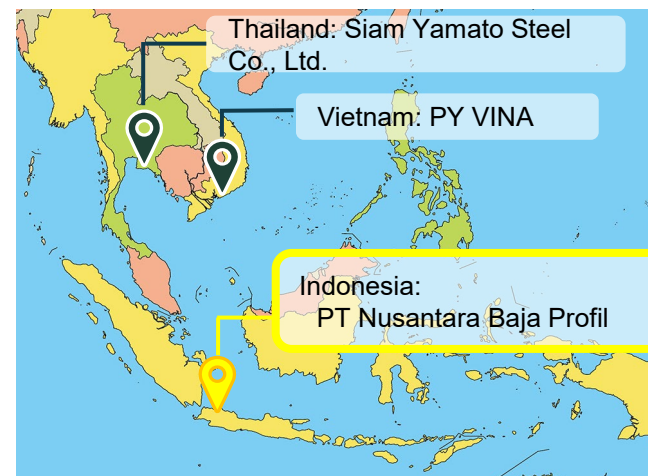 Thailand: Siam Yamato Steel
Co., Ltd.
Vietnam: PY VINA
Indonesia:
PT Nusantara Baja Profil